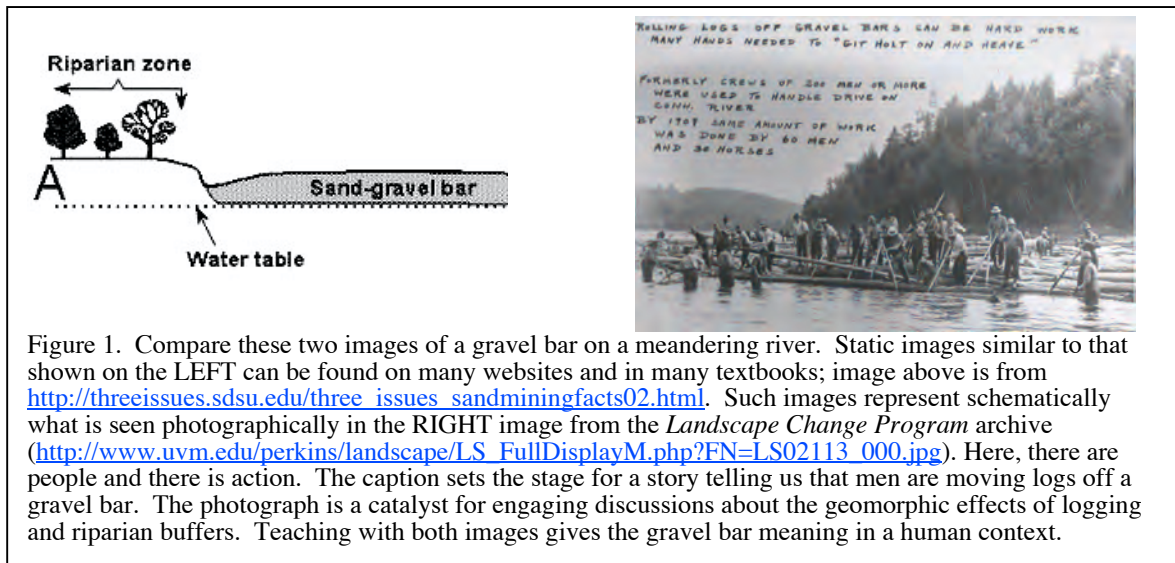 Riparian zone
A
Sand-gravel bar
Water table
ROLLING LOGS OFF GRAVEL BARS CAN BE HARD WORK
MANY HANDS NEEDED TO "GIT HOLT ON AND HEAVE"
FORMERLY CREWS OF 500 MEN OR MORE
WERE USED TO HANDLE DRIVE ON
CONN. RIVER
BY 1909 SAME AMOUNT OF WORK
WAS DONE BY 60 MEN
AND 30 HORSES
Figure 1.  Compare these two images of a gravel bar on a meandering river.  Static images similar to that
shown on the LEFT can be found on many websites and in many textbooks; image above is from
http://threeissues.sdsu.edu/three_issues_sandminingfacts02.html.  Such images represent schematically
what is seen photographically in the RIGHT image from the Landscape Change Program archive
(http://www.uvm.edu/perkins/landscape/LS_FullDisplayM.php?FN=LS02113_000.jpg). Here, there are
people and there is action.  The caption sets the stage for a story telling us that men are moving logs off a
gravel bar.  The photograph is a catalyst for engaging discussions about the geomorphic effects of logging
and riparian buffers.  Teaching with both images gives the gravel bar meaning in a human context.